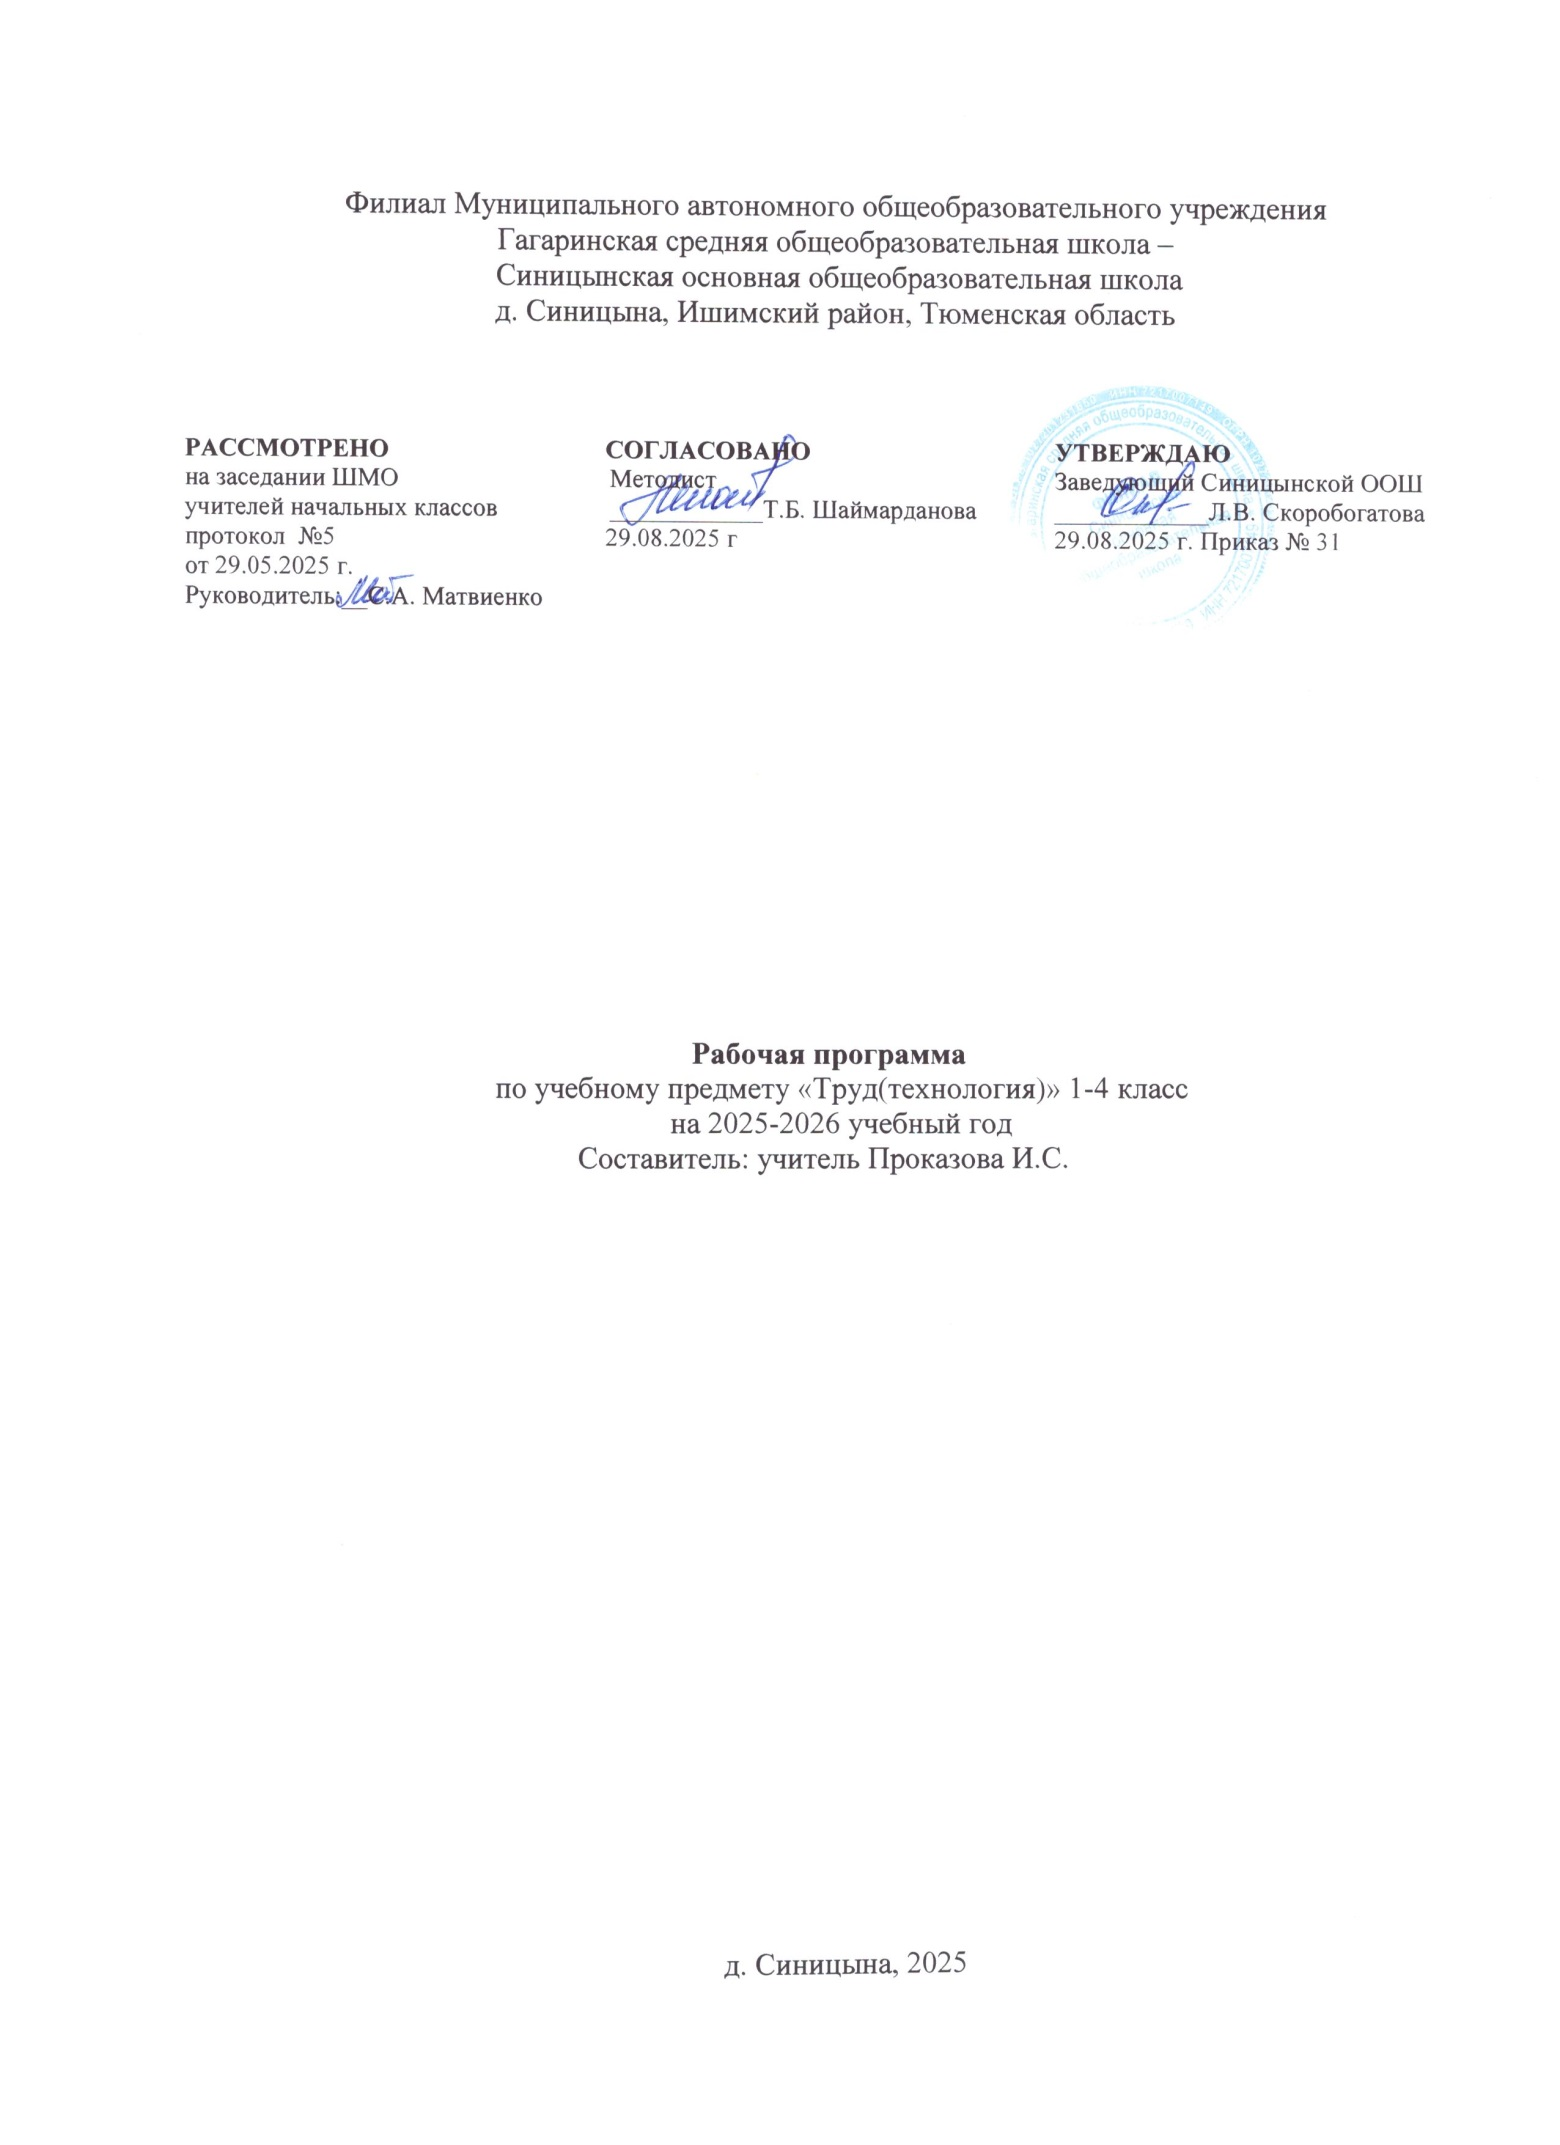 Филиал Муниципального автономного общеобразовательного учреждения
Гагаринская средняя общеобразовательная школа –
Синицынская основная общеобразовательная школа
д. Синицына, Ишимский район, Тюменская область
РАССМОТРЕНО
на заседании ШМО
учителей начальных классов
протокол №5
от 29.05.2025 г.
Руководитель:__С.А. Матвиенко
СОГЛАСОВАНО
Методист
____________Т.Б. Шаймарданова
29.08.2025 г
УТВЕРЖДАЮ
Заведующий Синицынской ООШ
____________Л.В. Скоробогатова
29.08.2025 г. Приказ № 31
Рабочая программа
по учебному предмету «Труд(технология)» 1-4 класс
на 2025-2026 учебный год
Составитель: учитель Проказова И.С.
д. Синицына, 2025